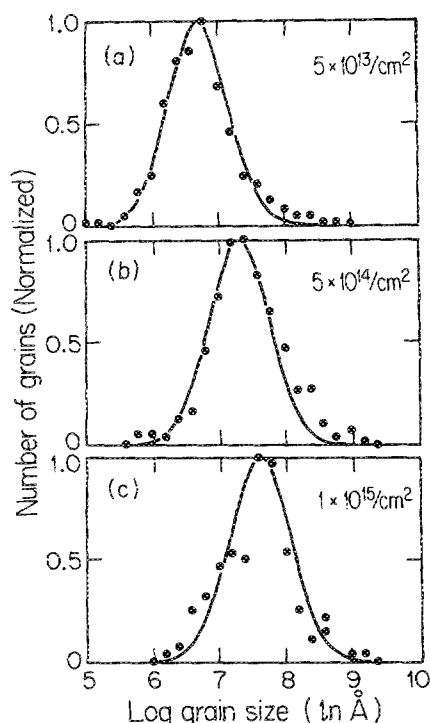 Number of grains (Normalized)
1.0
(a)
5 × 10¹³/cm²
0.5
0
1.0
(b)
5 × 10¹⁴/cm²
0.5
0
1.0
(c)
1 × 10¹⁵/cm²
0.5
0
5 6 7 8 9 10
Log grain size (ln Å)